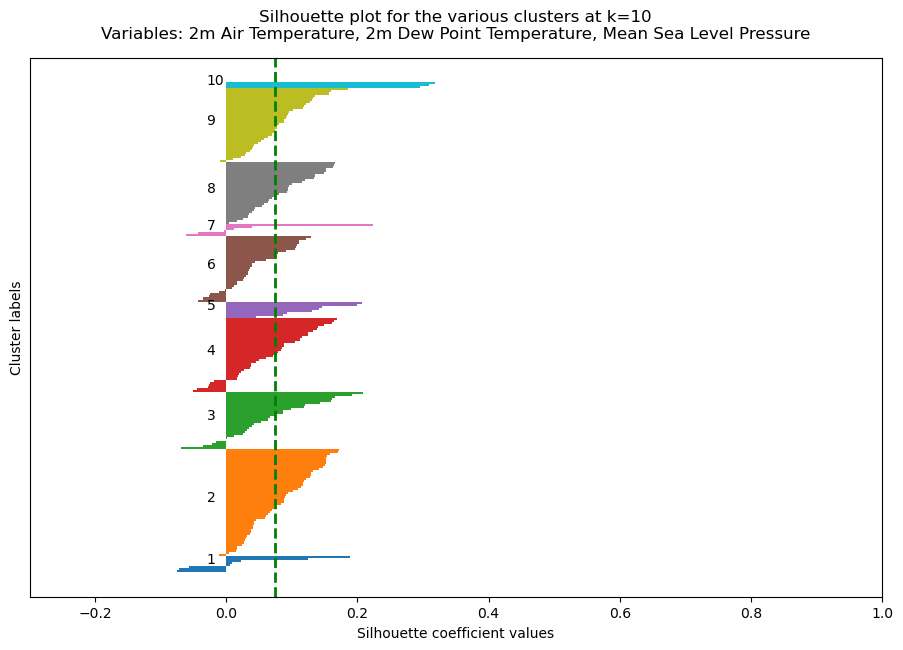 Silhouette plot for the various clusters at k=10
Variables: 2m Air Temperature, 2m Dew Point Temperature, Mean Sea Level Pressure
Cluster labels
10
9
8
7
6
5
4
3
2
1
−0.2 0.0 0.2 0.4 0.6 0.8 1.0
Silhouette coefficient values